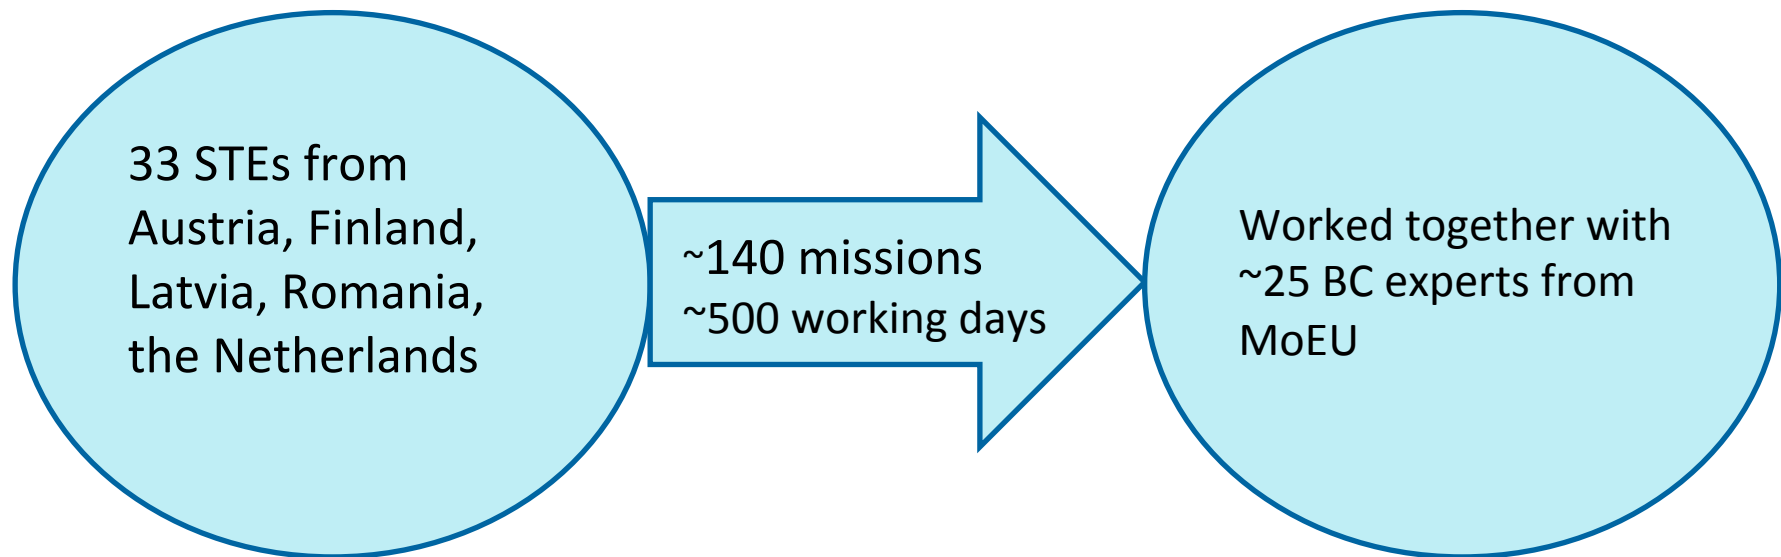 33 STEs from
Austria, Finland,
Latvia, Romania,
the Netherlands
~140 missions
~500 working days
Worked together with
~25 BC experts from
MoEU